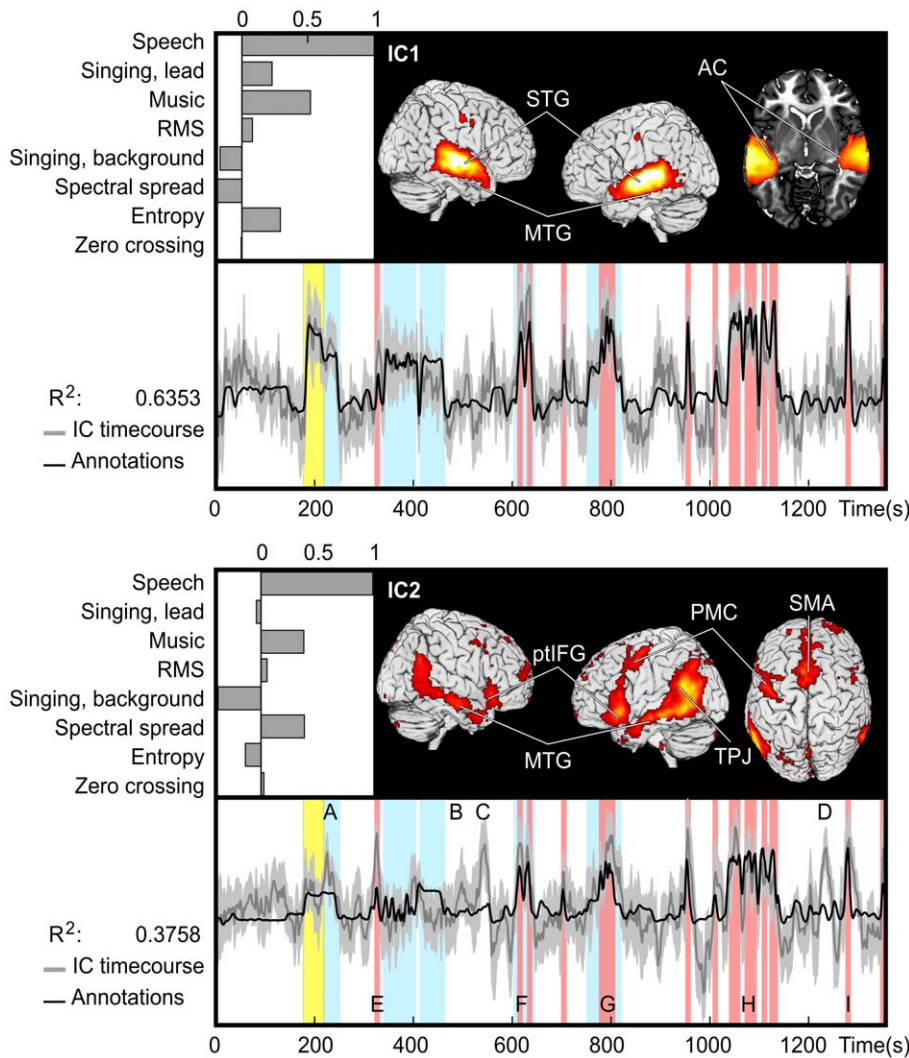 0 0.5 1
Speech
Singing, lead
Music
RMS
Singing, background
Spectral spread
Entropy
Zero crossing
IC1
STG
AC
MTG
R²: 0.6353
IC timecourse
Annotations
0 200 400 600 800 1000 1200 Time(s)
0 0.5 1
Speech
Singing, lead
Music
RMS
Singing, background
Spectral spread
Entropy
Zero crossing
IC2
PMC
SMA
ptIFG
MTG
TPJ
A B C D
R²: 0.3758
IC timecourse
Annotations
E F G H I
0 200 400 600 800 1000 1200 Time(s)